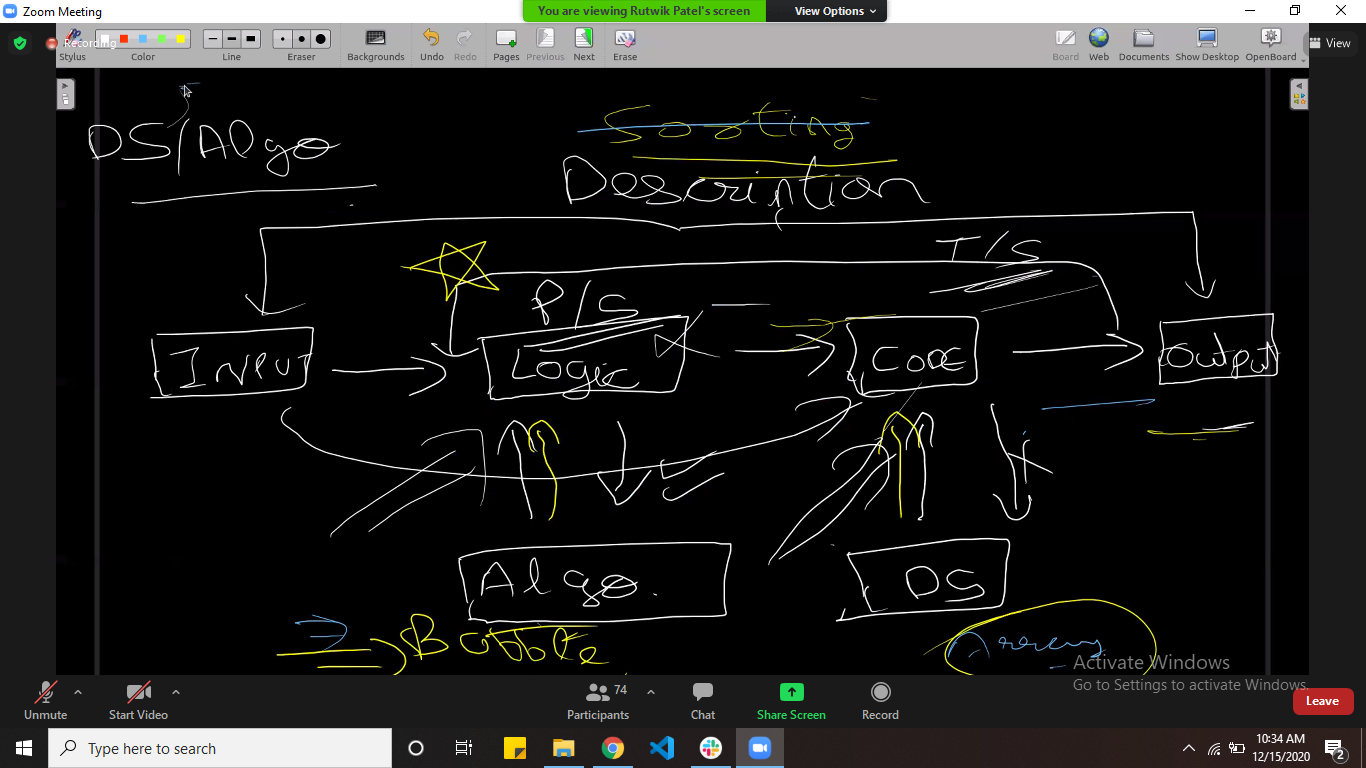 Zoom Meeting
You are viewing Rutwik Patel's screen
View Options
Recording
View
Stylus
Color
Line
Eraser
Backgrounds
Undo
Redo
Pages
Previous
Next
Erase
Board
Web
Documents
Show Desktop
OpenBoard
DS/Algo
Sorting
Description
T/S
P/S
Input
Logic
Code
Output
Algo.
DS
Bubble
Array
Activate Windows
Go to Settings to activate Windows.
Unmute
Start Video
Participants
74
Chat
Share Screen
Record
Leave
Type here to search
10:34 AM
12/15/2020
2